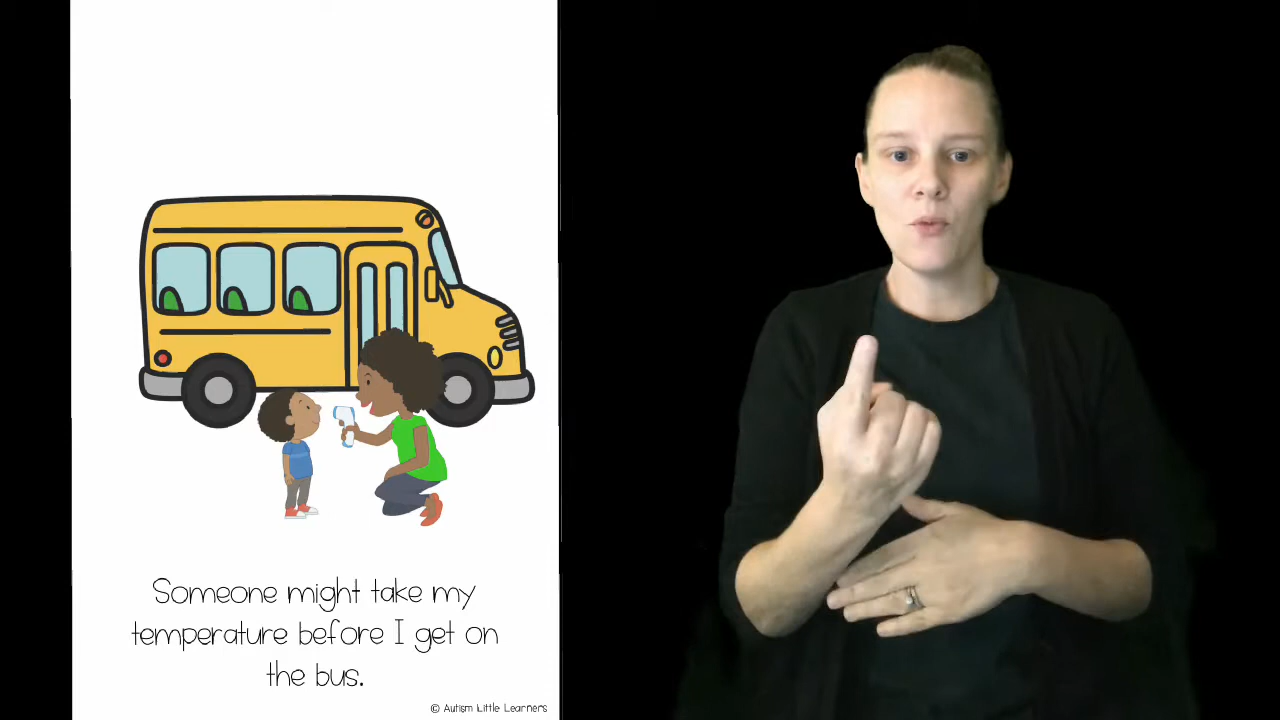 Someone might take my
temperature before I get on
the bus.
© Autism Little Learners